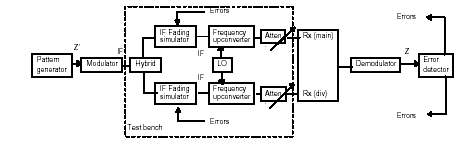 Errors
Errors
IF Fading
simulator
Frequency
upconverter
Atten
Rx (main)
Z'
IF
IF
Z
Pattern
generator
Modulator
Hybrid
LO
Demodulator
Error
detector
IF
IF Fading
simulator
Frequency
upconverter
Atten
Rx (div)
Errors
Errors
Test bench